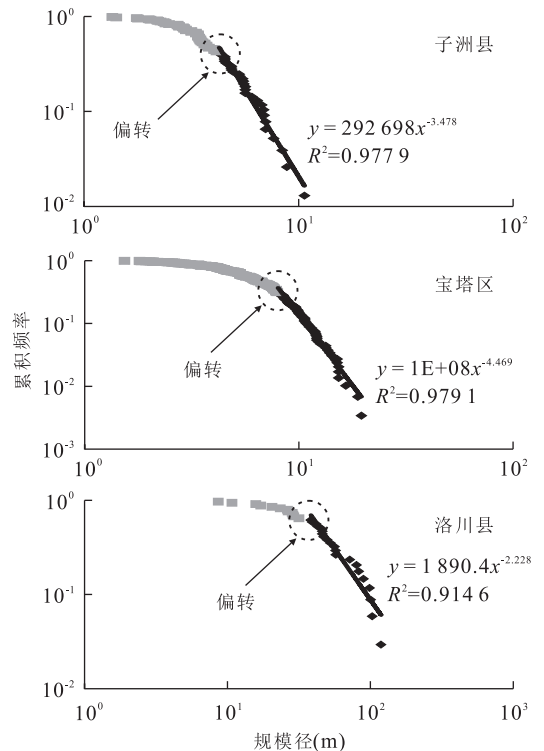 10⁰
子洲县
偏转
10⁻¹
y = 292 698x⁻³·⁴⁷⁸
R²=0.977 9
10⁻²
10⁰ 10¹ 10²
10⁰
宝塔区
10⁻¹
累积频率
偏转
10⁻²
y = 1E+08x⁻⁴·⁴⁶⁹
R²=0.979 1
10⁻³
10⁰ 10¹ 10²
10⁰
洛川县
y = 1 890.4x⁻²·²²⁸
R²=0.914 6
偏转
10⁻¹
10⁻²
10⁰ 10¹ 10² 10³
规模径(m)